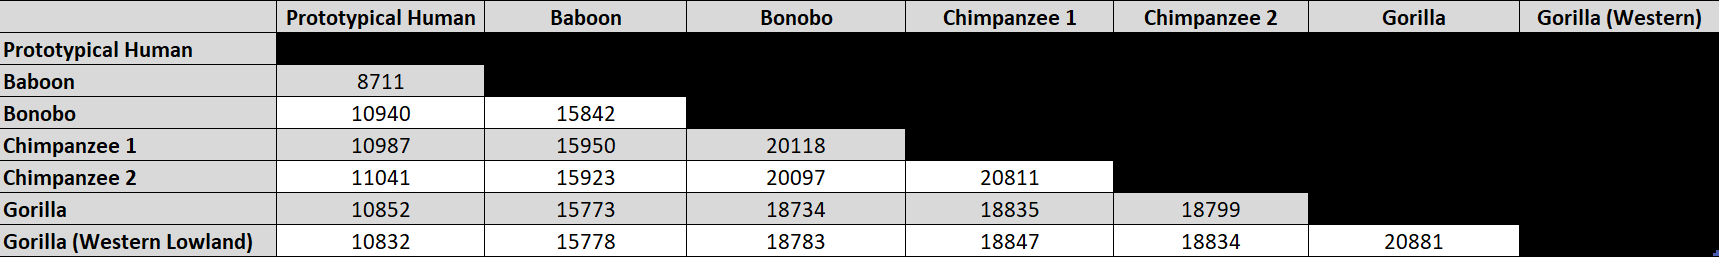 Prototypical Human Baboon Bonobo Chimpanzee 1 Chimpanzee 2 Gorilla Gorilla (Western)
Prototypical Human
Baboon 8711
Bonobo 10940 15842
Chimpanzee 1 10987 15950 20118
Chimpanzee 2 11041 15923 20097 20811
Gorilla 10852 15773 18734 18835 18799
Gorilla (Western Lowland) 10832 15778 18783 18847 18834 20881